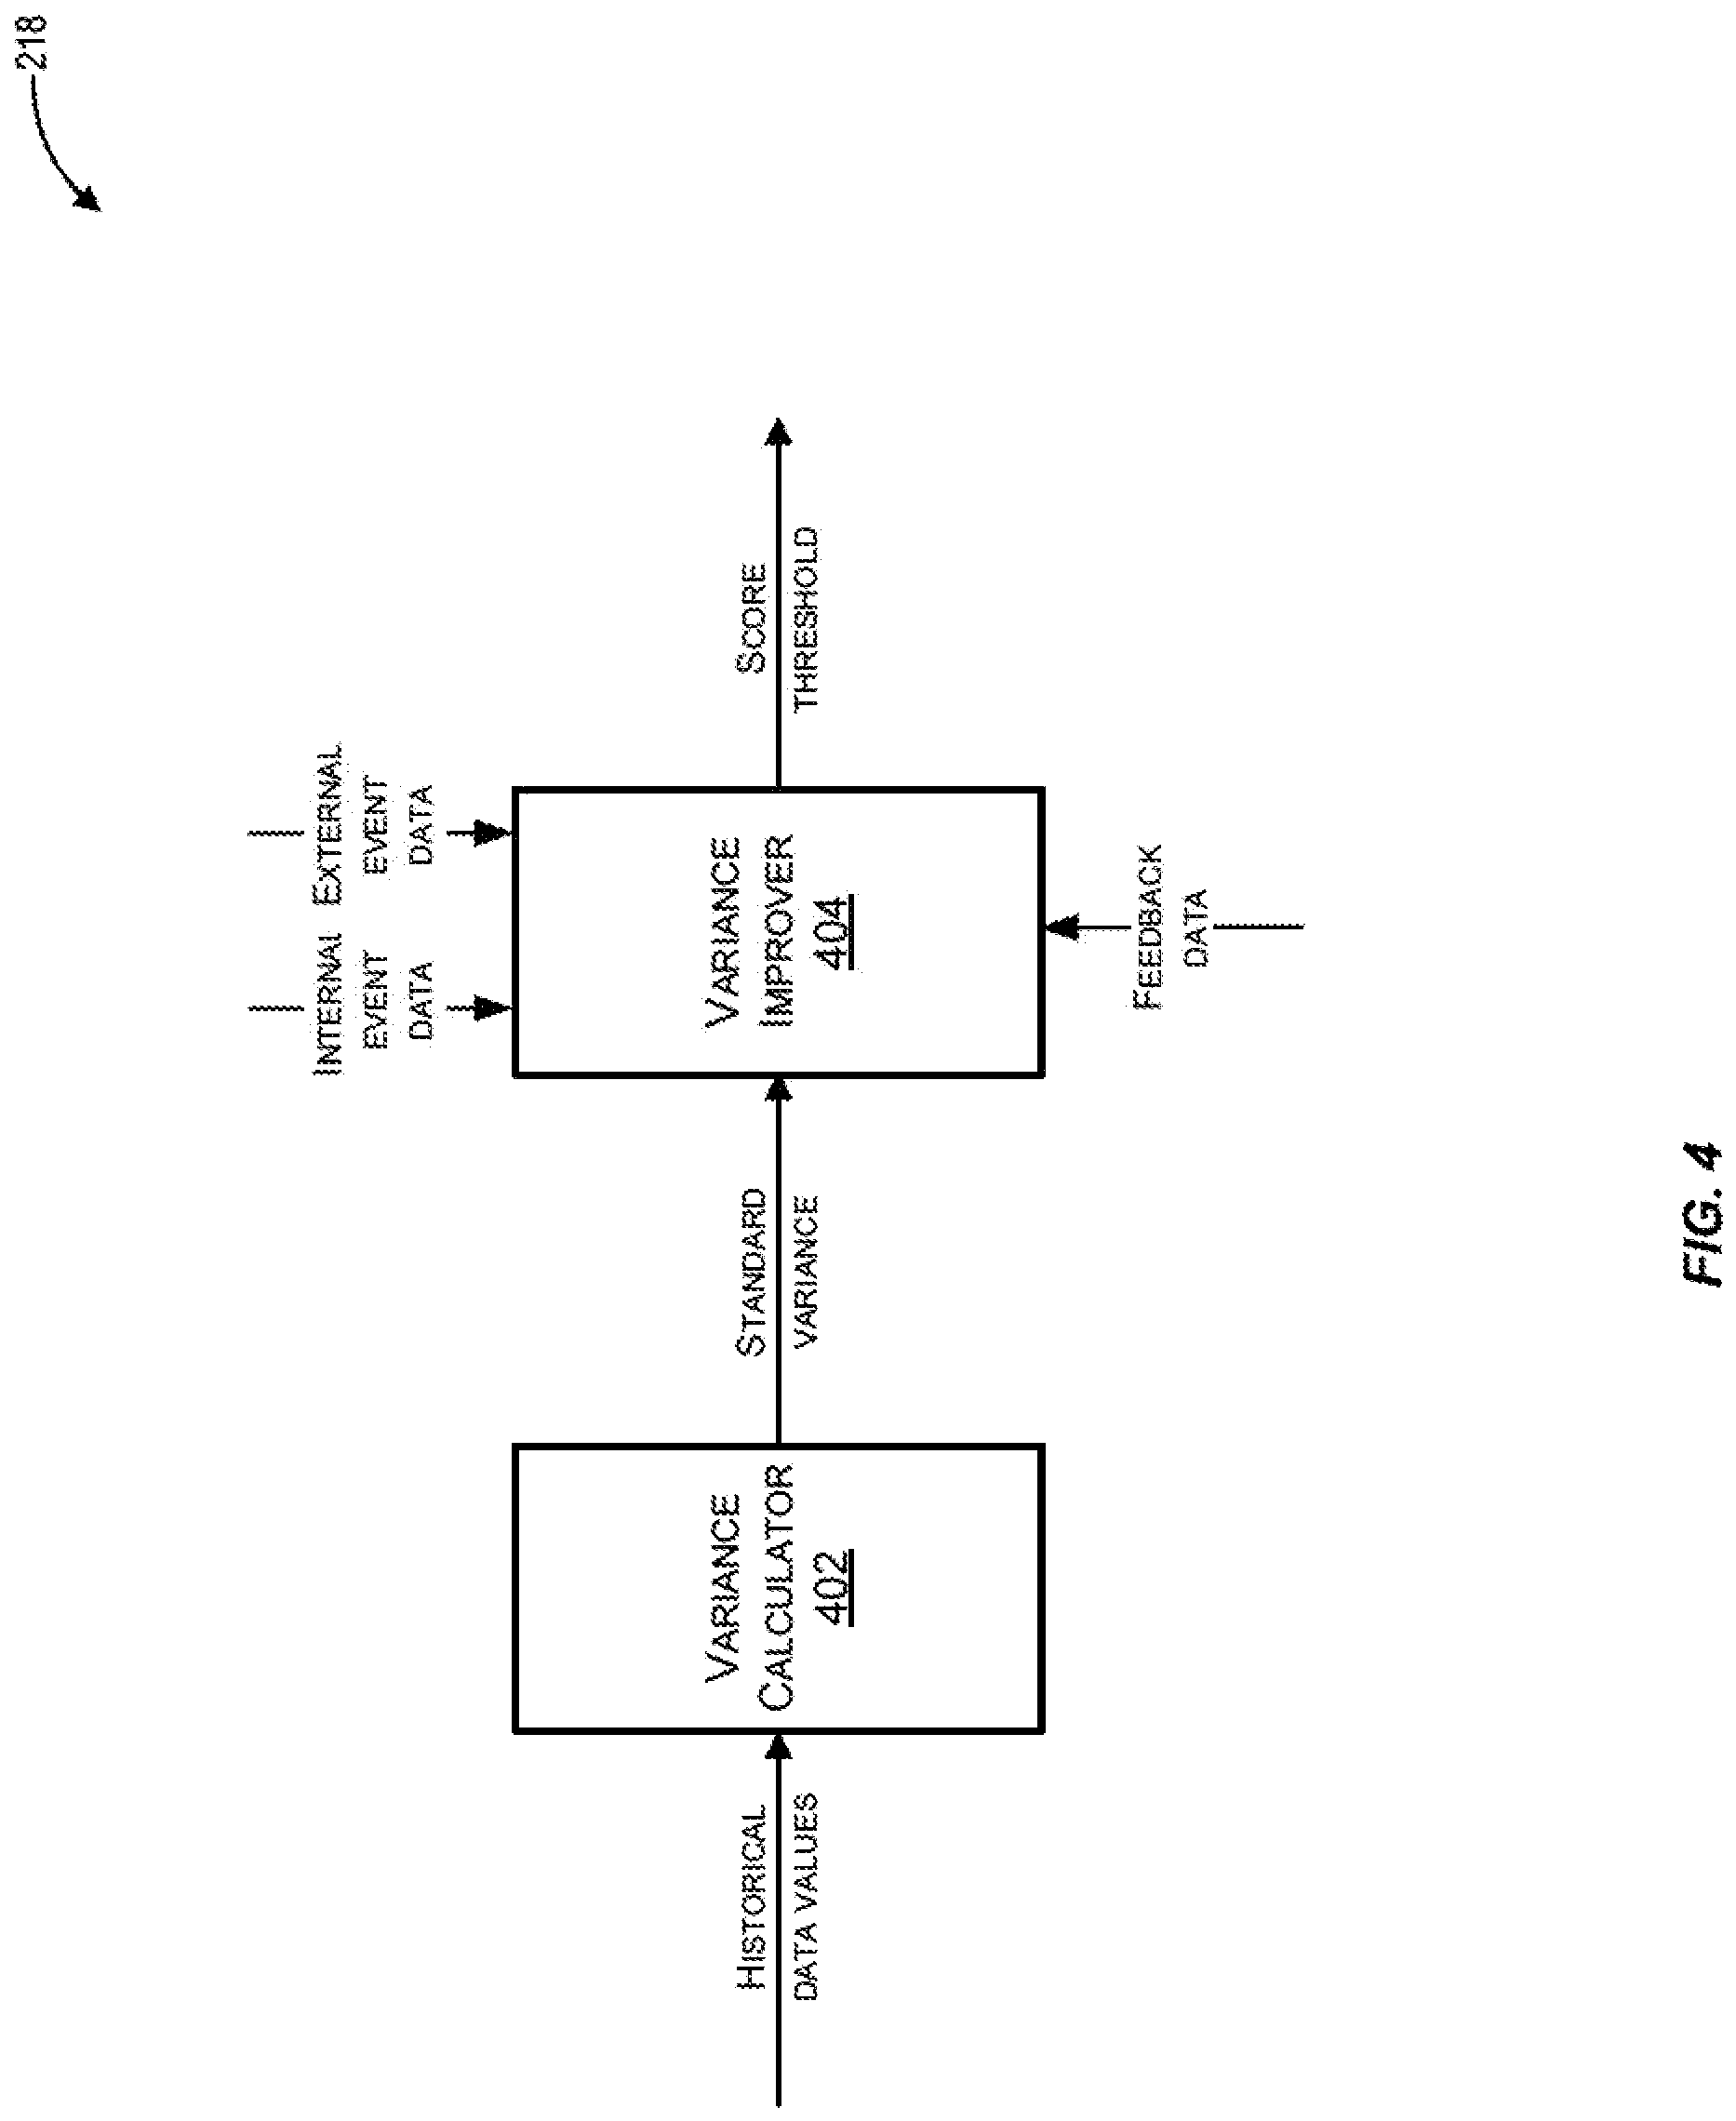 218
HISTORICAL
DATA VALUES
VARIANCE
CALCULATOR
402
STANDARD
VARIANCE
INTERNAL
EVENT
DATA
EXTERNAL
EVENT
DATA
VARIANCE
IMPROVER
404
FEEDBACK
DATA
SCORE
THRESHOLD
FIG. 4